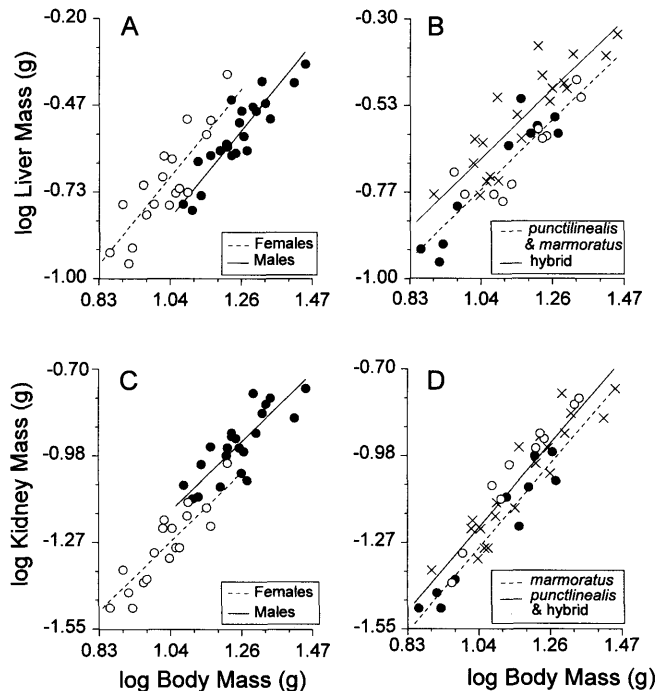 A
log Liver Mass (g)
-0.20
-0.47
-0.73
-1.00
0.83 1.04 1.26 1.47
Females
Males
B
-0.30
-0.53
-0.77
-1.00
0.83 1.04 1.26 1.47
punctilinealis
& marmoratus
hybrid
C
log Kidney Mass (g)
-0.70
-0.98
-1.27
-1.55
0.83 1.04 1.26 1.47
log Body Mass (g)
Females
Males
D
-0.70
-0.98
-1.27
-1.55
0.83 1.04 1.26 1.47
log Body Mass (g)
marmoratus
punctlinealis
& hybrid